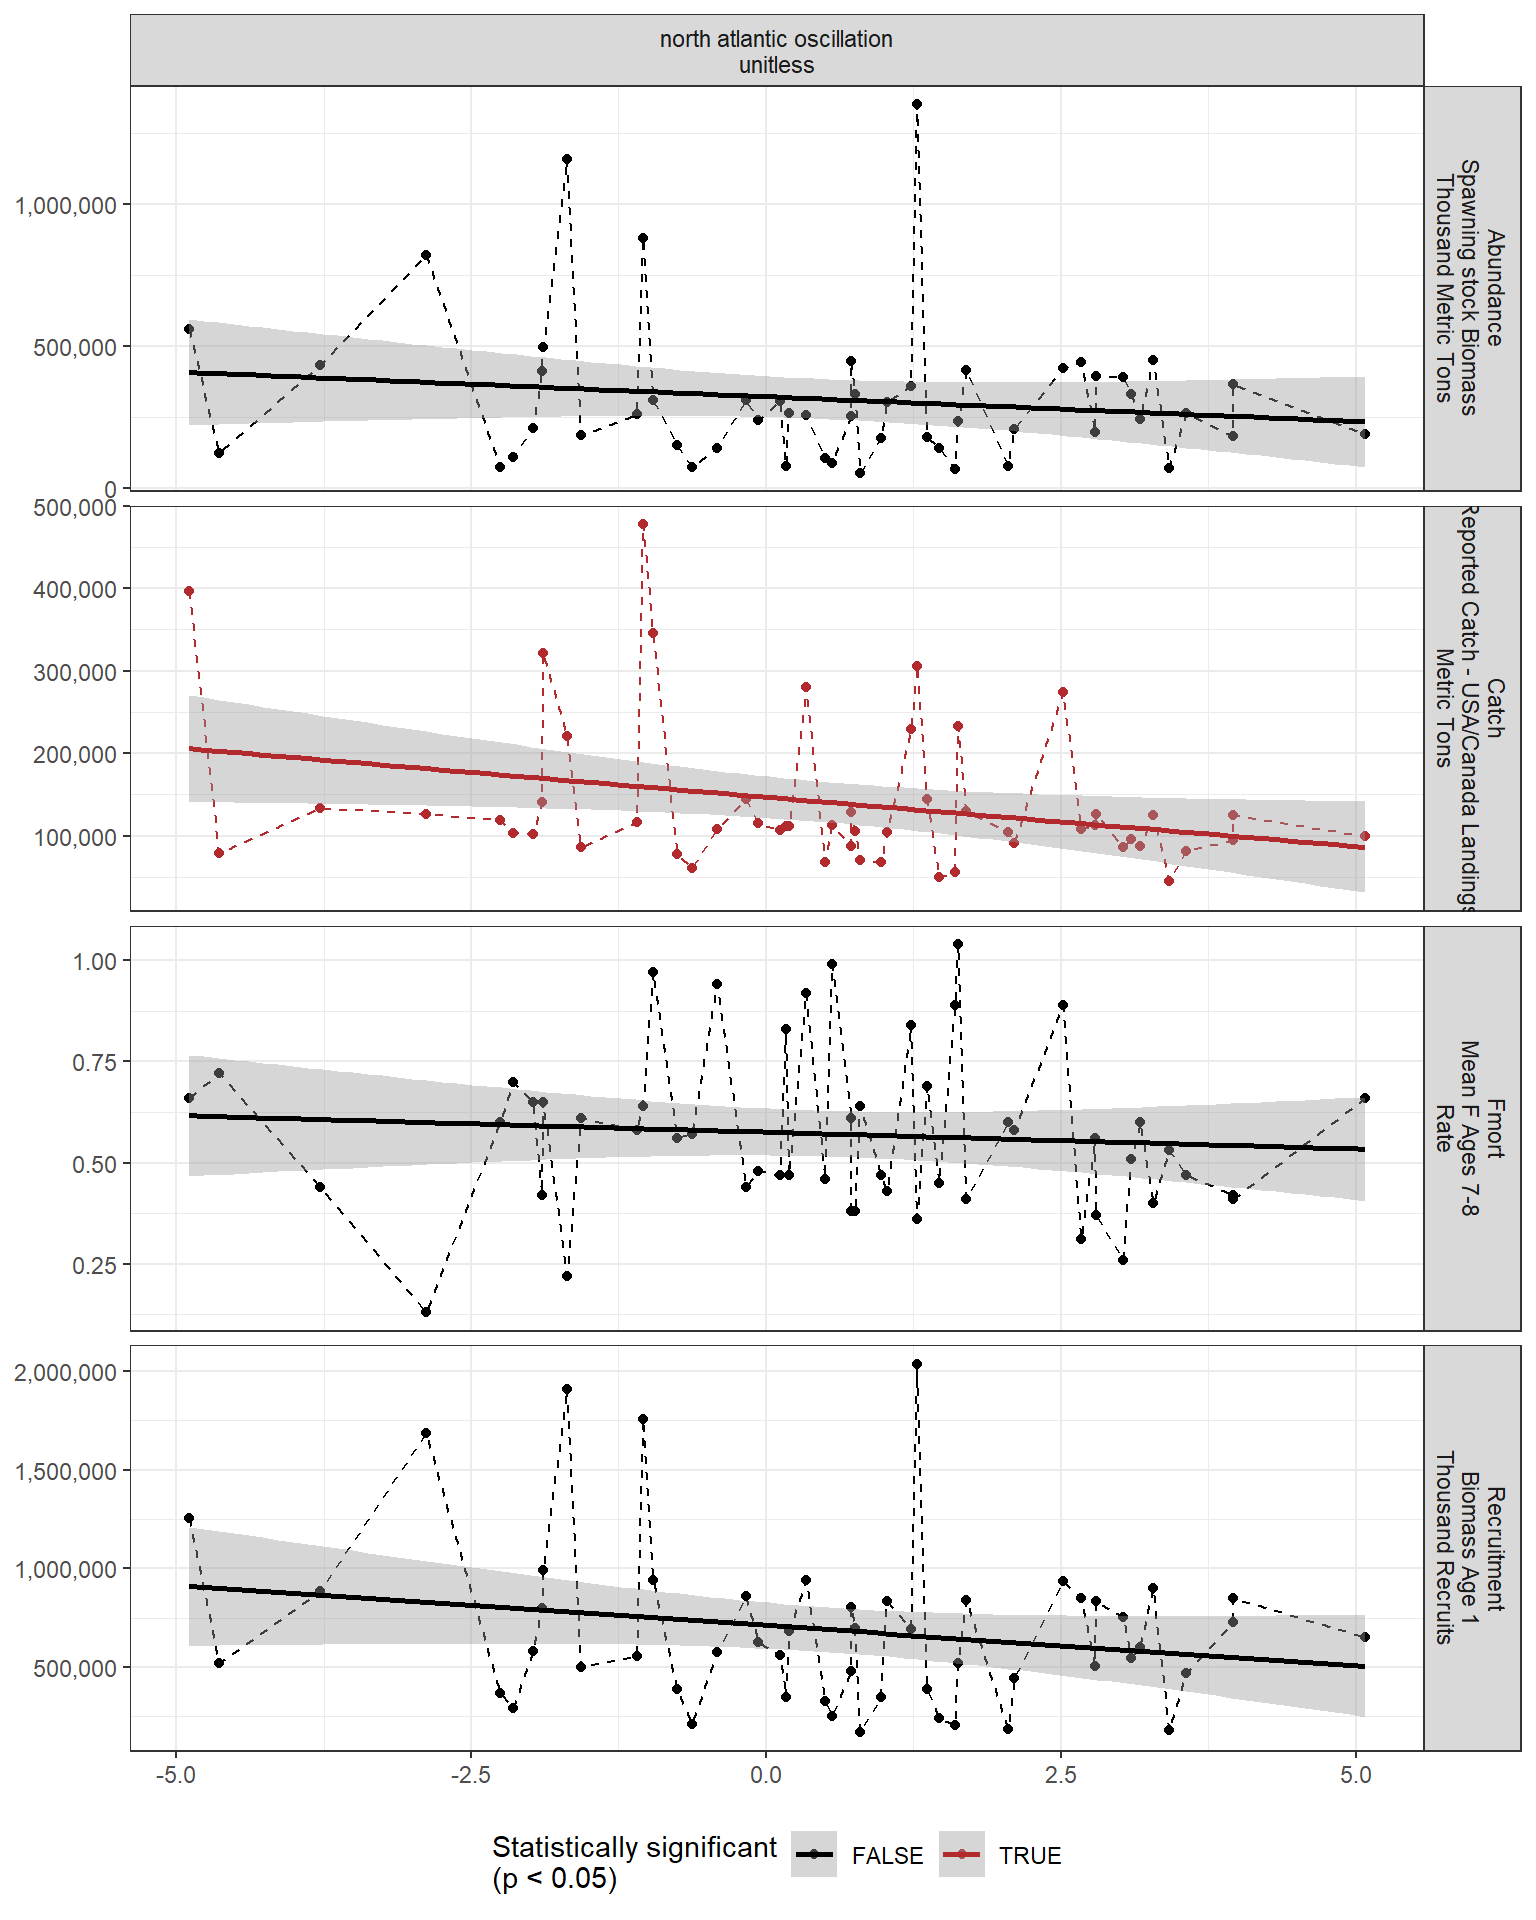 north atlantic oscillation
unitless
1,000,000
500,000
0
Abundance
Spawning stock Biomass
Thousand Metric Tons
500,000
400,000
300,000
200,000
100,000
Catch
Reported Catch - USA/Canada Landings
Metric Tons
1.00
0.75
0.50
0.25
Fmort
Mean F Ages 7-8
Rate
2,000,000
1,500,000
1,000,000
500,000
Recruitment
Biomass Age 1
Thousand Recruits
-5.0
-2.5
0.0
2.5
5.0
Statistically significant
(p < 0.05)
FALSE
TRUE